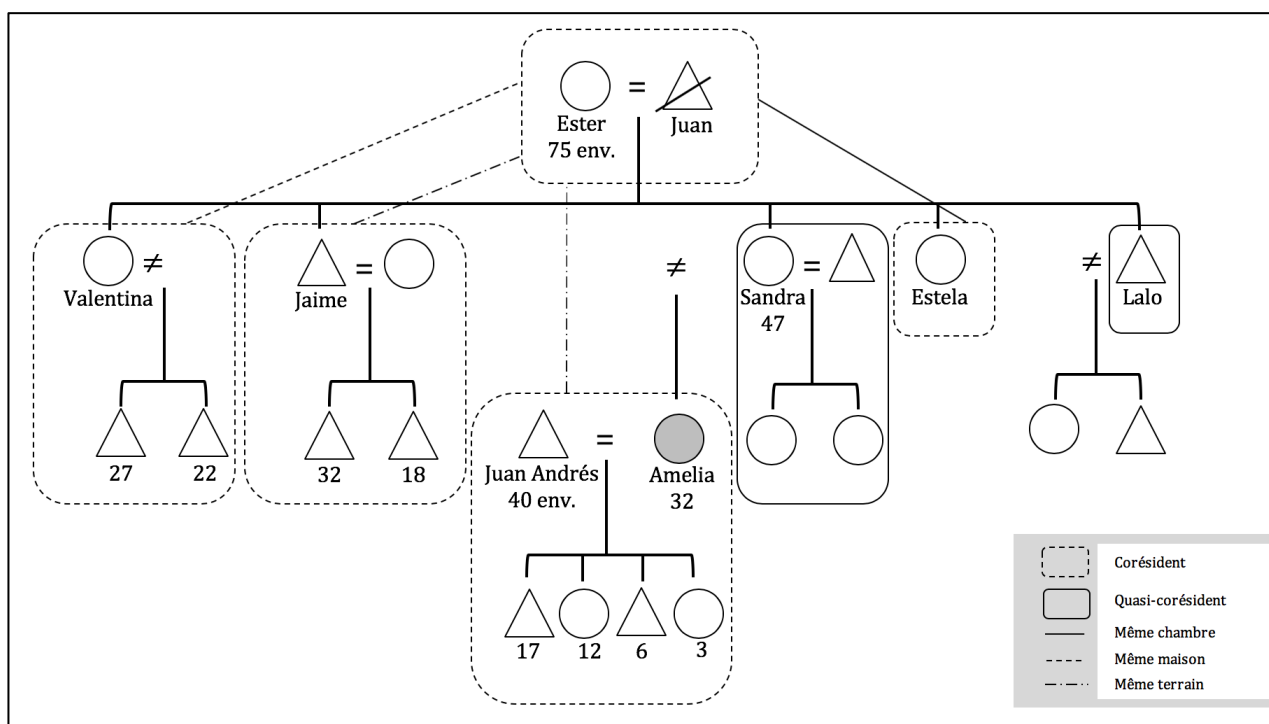 = 
Ester
Juan
75 env.
≠
=
≠
=
≠
Valentina
Jaime
Sandra
Estela
Lalo
47
=
27
22
32
18
Juan Andrés
Amelia
40 env.
32
17
12
6
3
Corésident
Quasi-corésident
Même chambre
Même maison
Même terrain